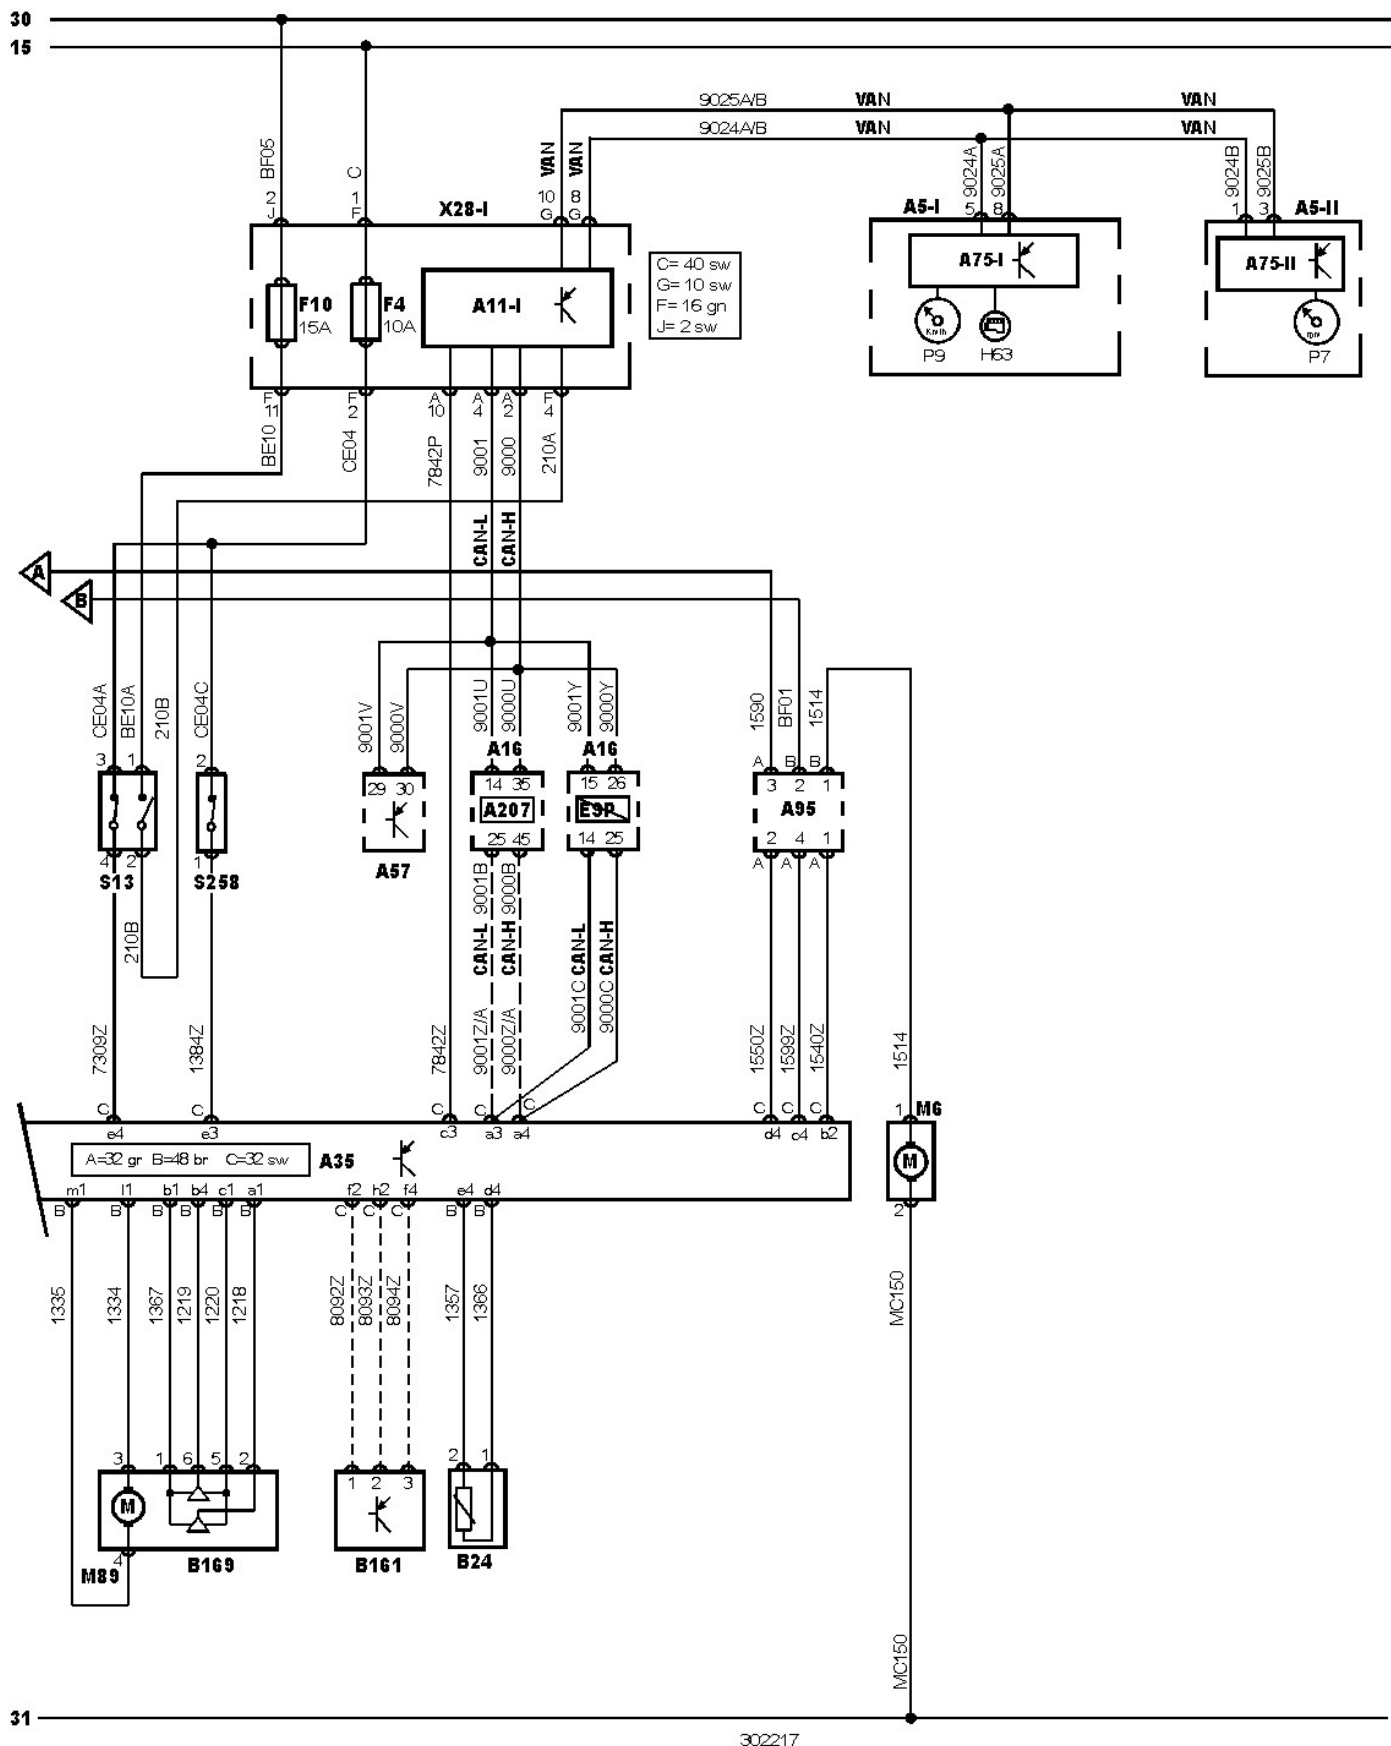 30
15
9025A/B VAN VAN
9024A/B VAN VAN
BF05 C VAN VAN 9024A 9025A 9024B 9025B
2 1 10 8
J F X28-I G G A5-I 5 8 1 3 A5-II
C= 40 sw
G= 10 sw
F= 16 gn
J= 2 sw
A75-I A75-II
F10 F4 A11-I
15A 10A
Km/h
P9 H63 P7
F F A A A F
11 2 10 4 2 4
BE10 CE04 7842P 9001 9000 210A
CAN-L CAN-H
A
B
CE04A BE10A 210B CE04C 9001V 9000V 9001U 9000U 9001Y 9000Y 1590 BF01 1514
A16 A16
3 1 2 A B B
29 30 14 35 15 26 3 2 1
A207 E9P A95
25 45 14 25 2 4 1
4 2 1 A57 A A A
S13 S258
210B 9001B 9000B
CAN-L CAN-H CAN-L CAN-H
7309Z 1384Z 7842Z 9001Z/A 9000Z/A 9001C 9000C 1550Z 1599Z 1540Z 1514
C C C C C C C C 1 M6
e4 e3 c3 a3 a4 d4 c4 b2
A=32 gr B=48 br C=32 sw A35 M
m1 l1 b1 b4 c1 a1 f2 h2 f4 e4 d4
B B B B B B C C C B B 2
1335 1334 1367 1219 1220 1218 8092Z 8093Z 8094Z 1357 1366 MC150
3 1 6 5 2 2 1
1 2 3
M
M89 4 B169 B161 B24
MC150
31
302217